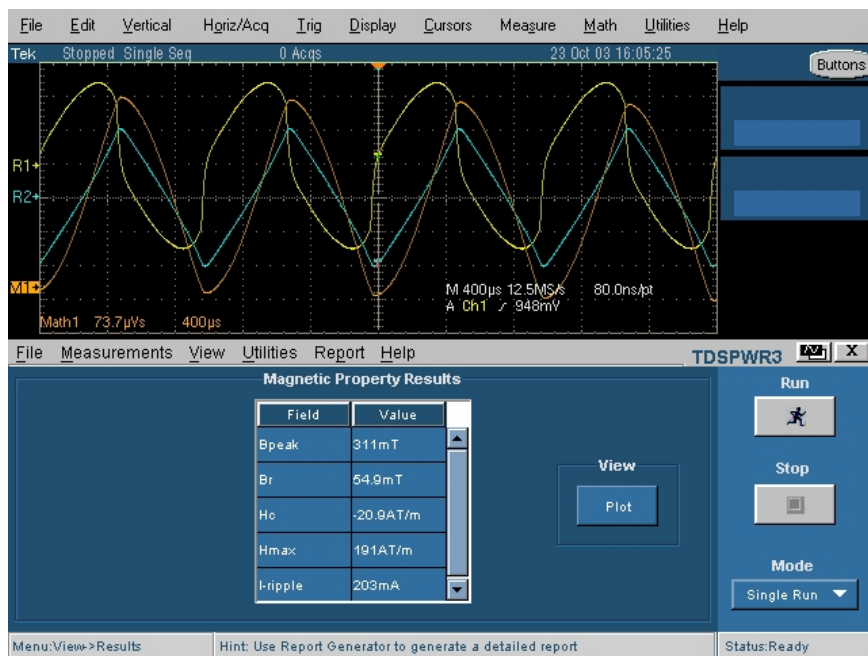 File Edit Vertical Horiz/Acq Trig Display Cursors Measure Math Utilities Help
Tek Stopped Single Seq 0 Acqs 23 Oct 03 16:05:25
Buttons
R1
R2
M1
M 400µs 12.5MS/s 80.0ns/pt
A Ch1 948mV
Math1 73.7µVs 400µs
File Measurements View Utilities Report Help TDSPWR3 X
Magnetic Property Results
Field Value
Bpeak 311mT
Br 54.9mT
Hc -20.9AT/m
Hmax 191AT/m
I-ripple 203mA
View
Plot
Run
Stop
Mode
Single Run
Menu:View->Results Hint: Use Report Generator to generate a detailed report Status:Ready